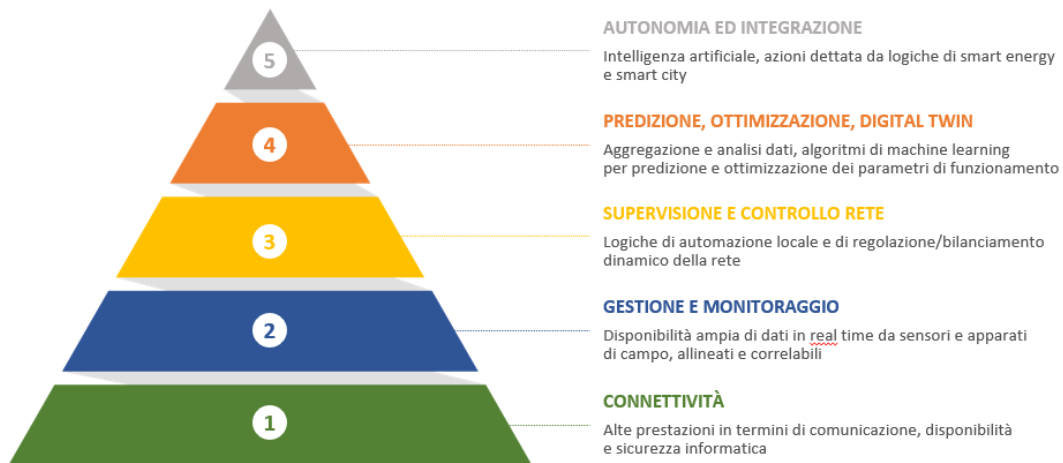 5
AUTONOMIA ED INTEGRAZIONE
Intelligenza artificiale, azioni dettata da logiche di smart energy
e smart city
4
PREDIZIONE, OTTIMIZZAZIONE, DIGITAL TWIN
Aggregazione e analisi dati, algoritmi di machine learning
per predizione e ottimizzazione dei parametri di funzionamento
3
SUPERVISIONE E CONTROLLO RETE
Logiche di automazione locale e di regolazione/bilanciamento
dinamico della rete
2
GESTIONE E MONITORAGGIO
Disponibilità ampia di dati in real time da sensori e apparati
di campo, allineati e correlabili
1
CONNETTIVITÀ
Alte prestazioni in termini di comunicazione, disponibilità
e sicurezza informatica